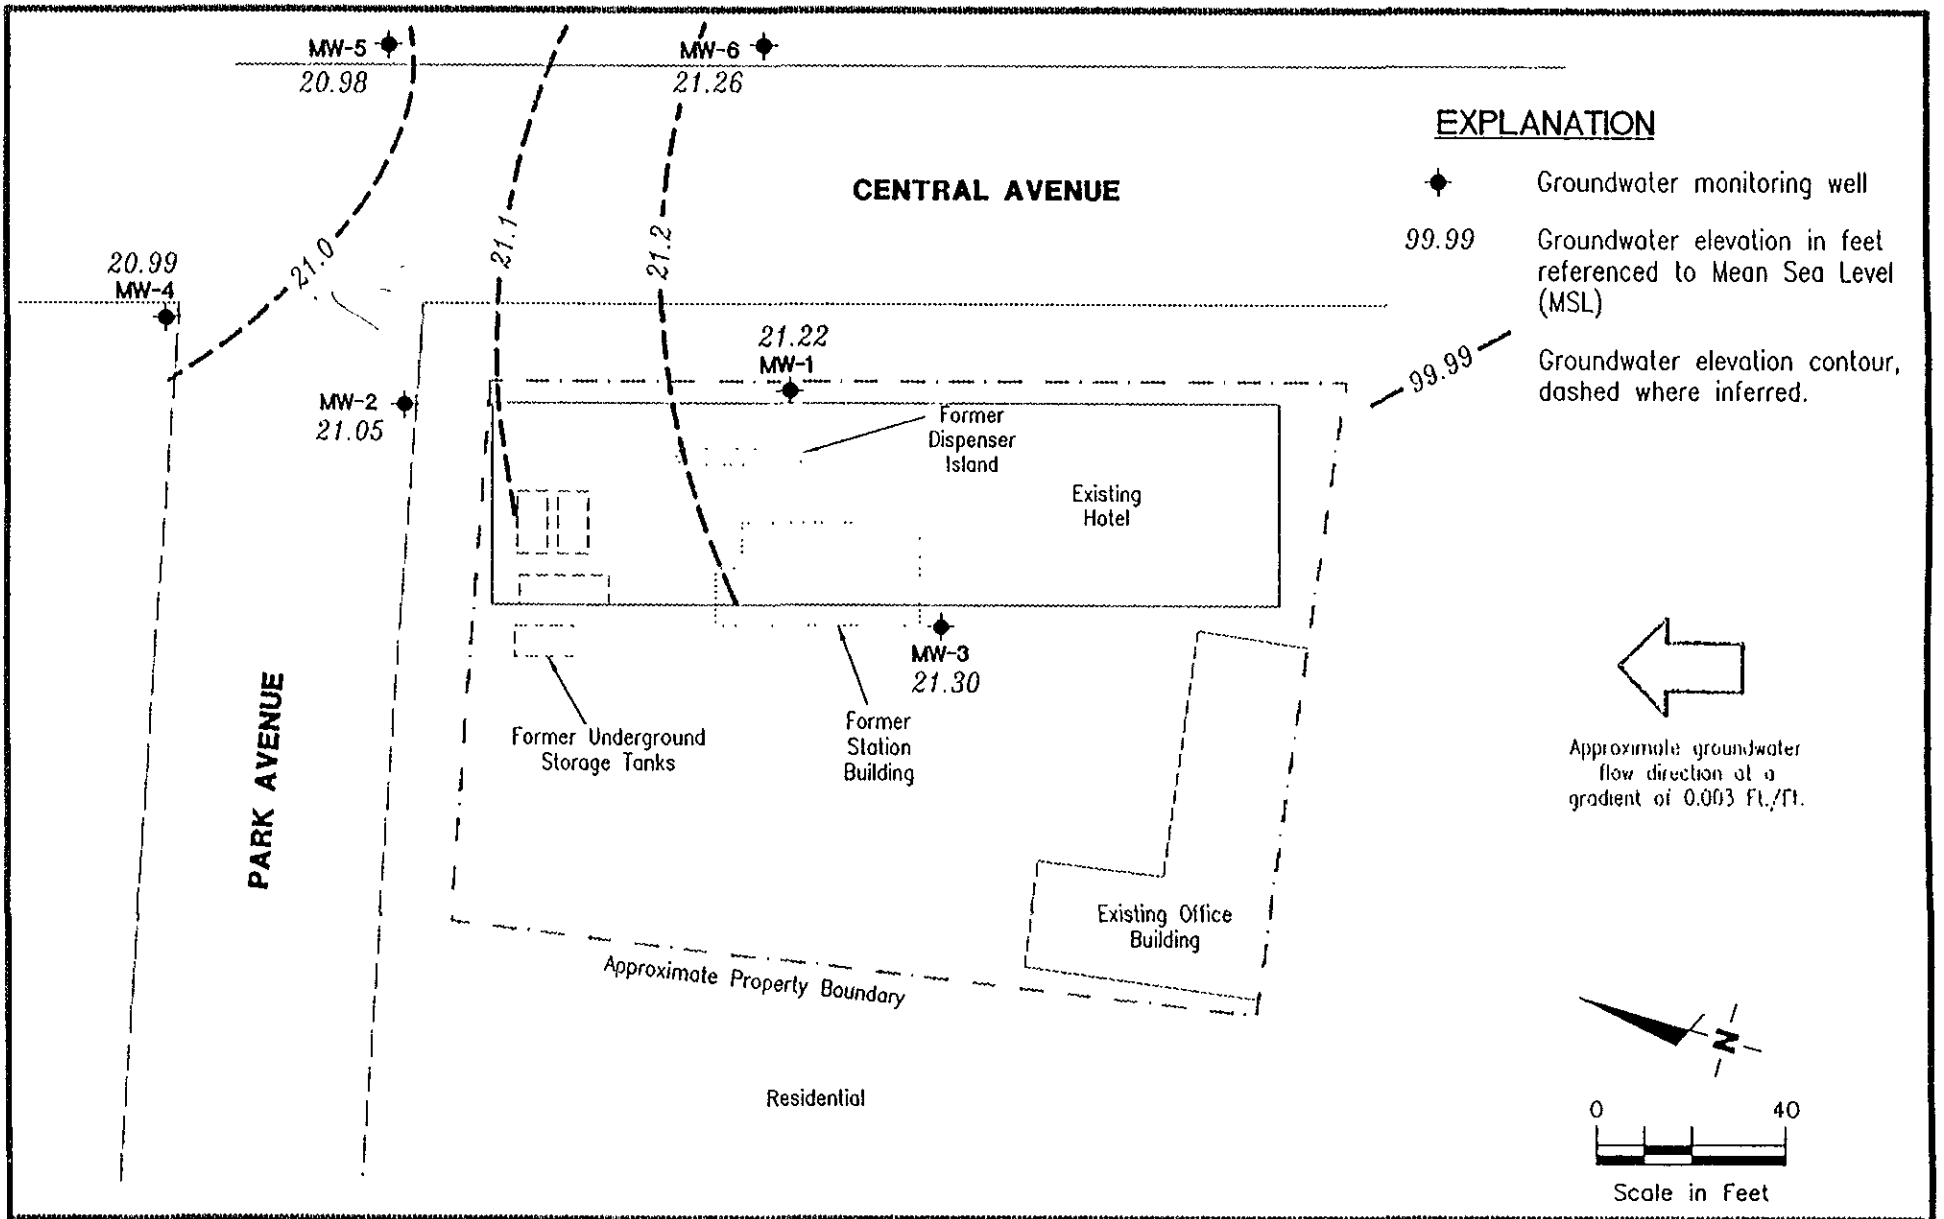 MW-5
20.98
MW-6
21.26
EXPLANATION
Groundwater monitoring well
99.99
Groundwater elevation in feet
referenced to Mean Sea Level
(MSL)
99.99
Groundwater elevation contour,
dashed where inferred.
CENTRAL AVENUE
21.0
21.1
21.2
20.99
MW-4
21.22
MW-1
MW-2
21.05
Former
Dispenser
Island
Existing
Hotel
MW-3
21.30
Former Underground
Storage Tanks
Former
Station
Building
PARK AVENUE
Approximate groundwater
flow direction at a
gradient of 0.003 Ft./Ft.
Existing Office
Building
Approximate Property Boundary
Residential
N
0 40
Scale in Feet